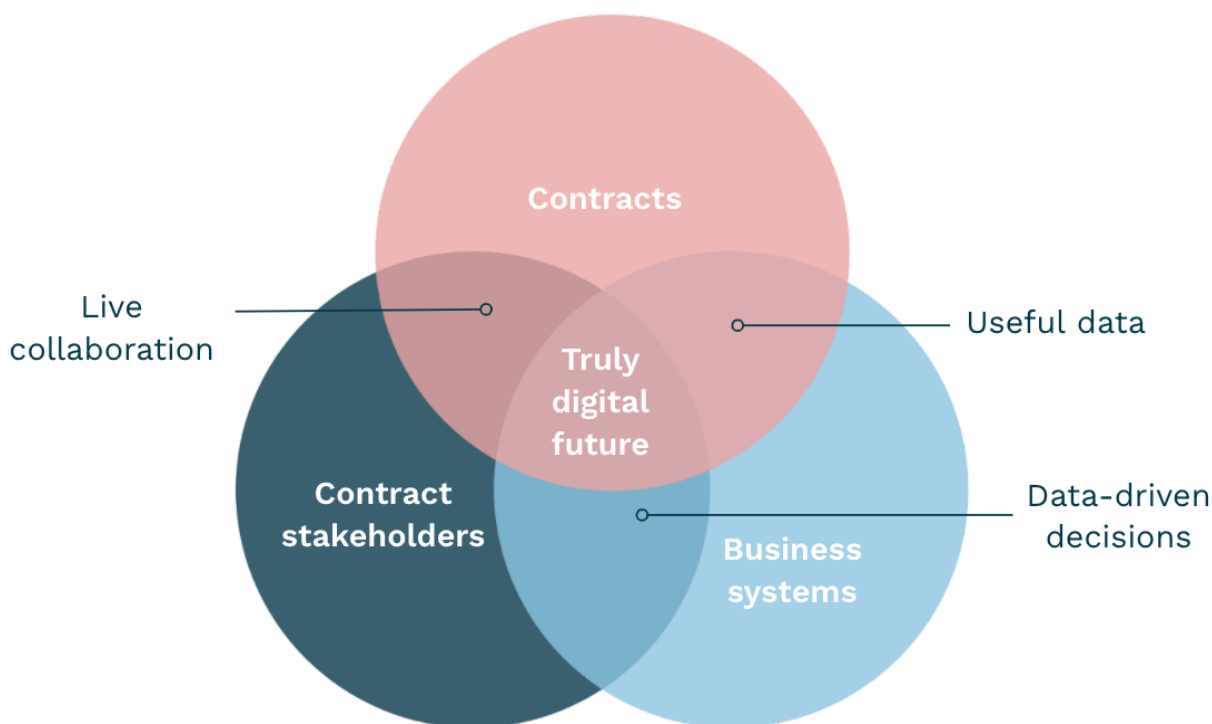 Contracts
Live
collaboration
Useful data
Truly
digital
future
Contract
stakeholders
Data-driven
decisions
Business
systems